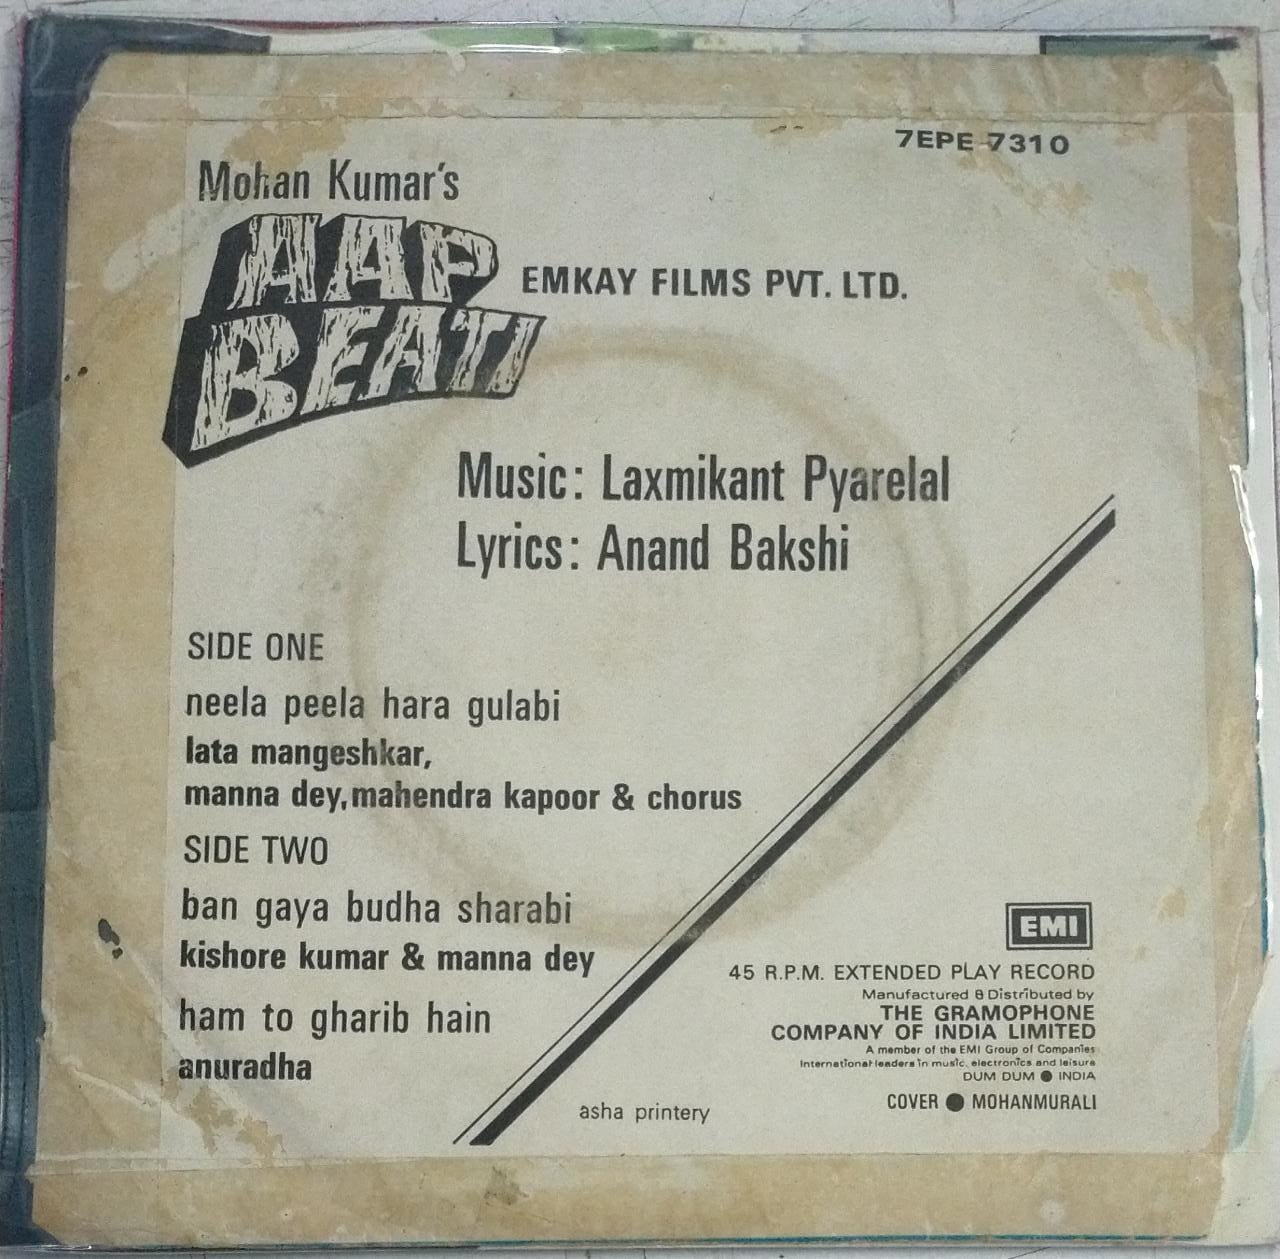 7EPE-7310
Mohan Kumar's
AAP
BEATI
EMKAY FILMS PVT. LTD.
Music: Laxmikant Pyarelal
Lyrics: Anand Bakshi
SIDE ONE
neela peela hara gulabi
lata mangeshkar,
manna dey, mahendra kapoor & chorus
SIDE TWO
ban gaya budha sharabi
kishore kumar & manna dey
ham to gharib hain
anuradha
EMI
45 R.P.M. EXTENDED PLAY RECORD
Manufactured & Distributed by
THE GRAMOPHONE
COMPANY OF INDIA LIMITED
A member of the EMI Group of Companies
International leaders in music, electronics and leisure
DUM DUM ● INDIA
COVER ● MOHANMURALI
asha printery